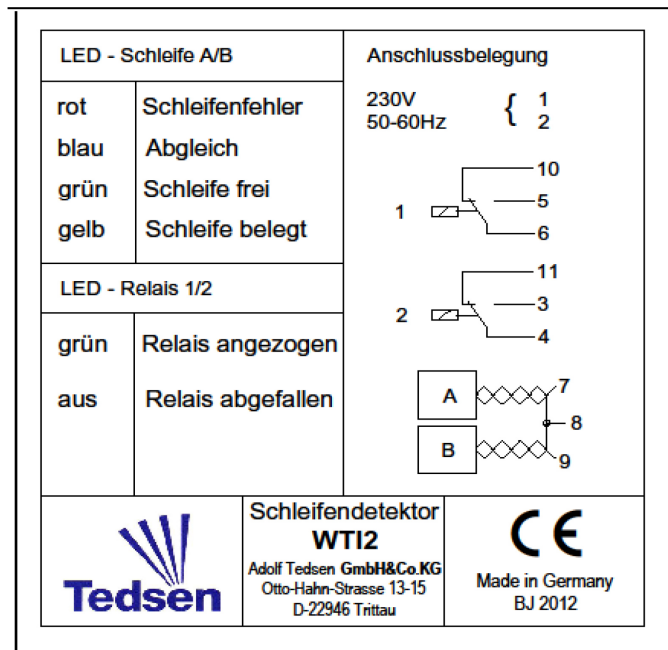 LED - Schleife A/B
rot Schleifenfehler
blau Abgleich
grün Schleife frei
gelb Schleife belegt
LED - Relais 1/2
grün Relais angezogen
aus Relais abgefallen
Anschlussbelegung
230V { 1
50-60Hz 2
10
1 5
6
11
2 3
4
A 7
8
B 9
Tedsen
Schleifendetektor
WTI2
Adolf Tedsen GmbH&Co.KG
Otto-Hahn-Strasse 13-15
D-22946 Trittau
CE
Made in Germany
BJ 2012